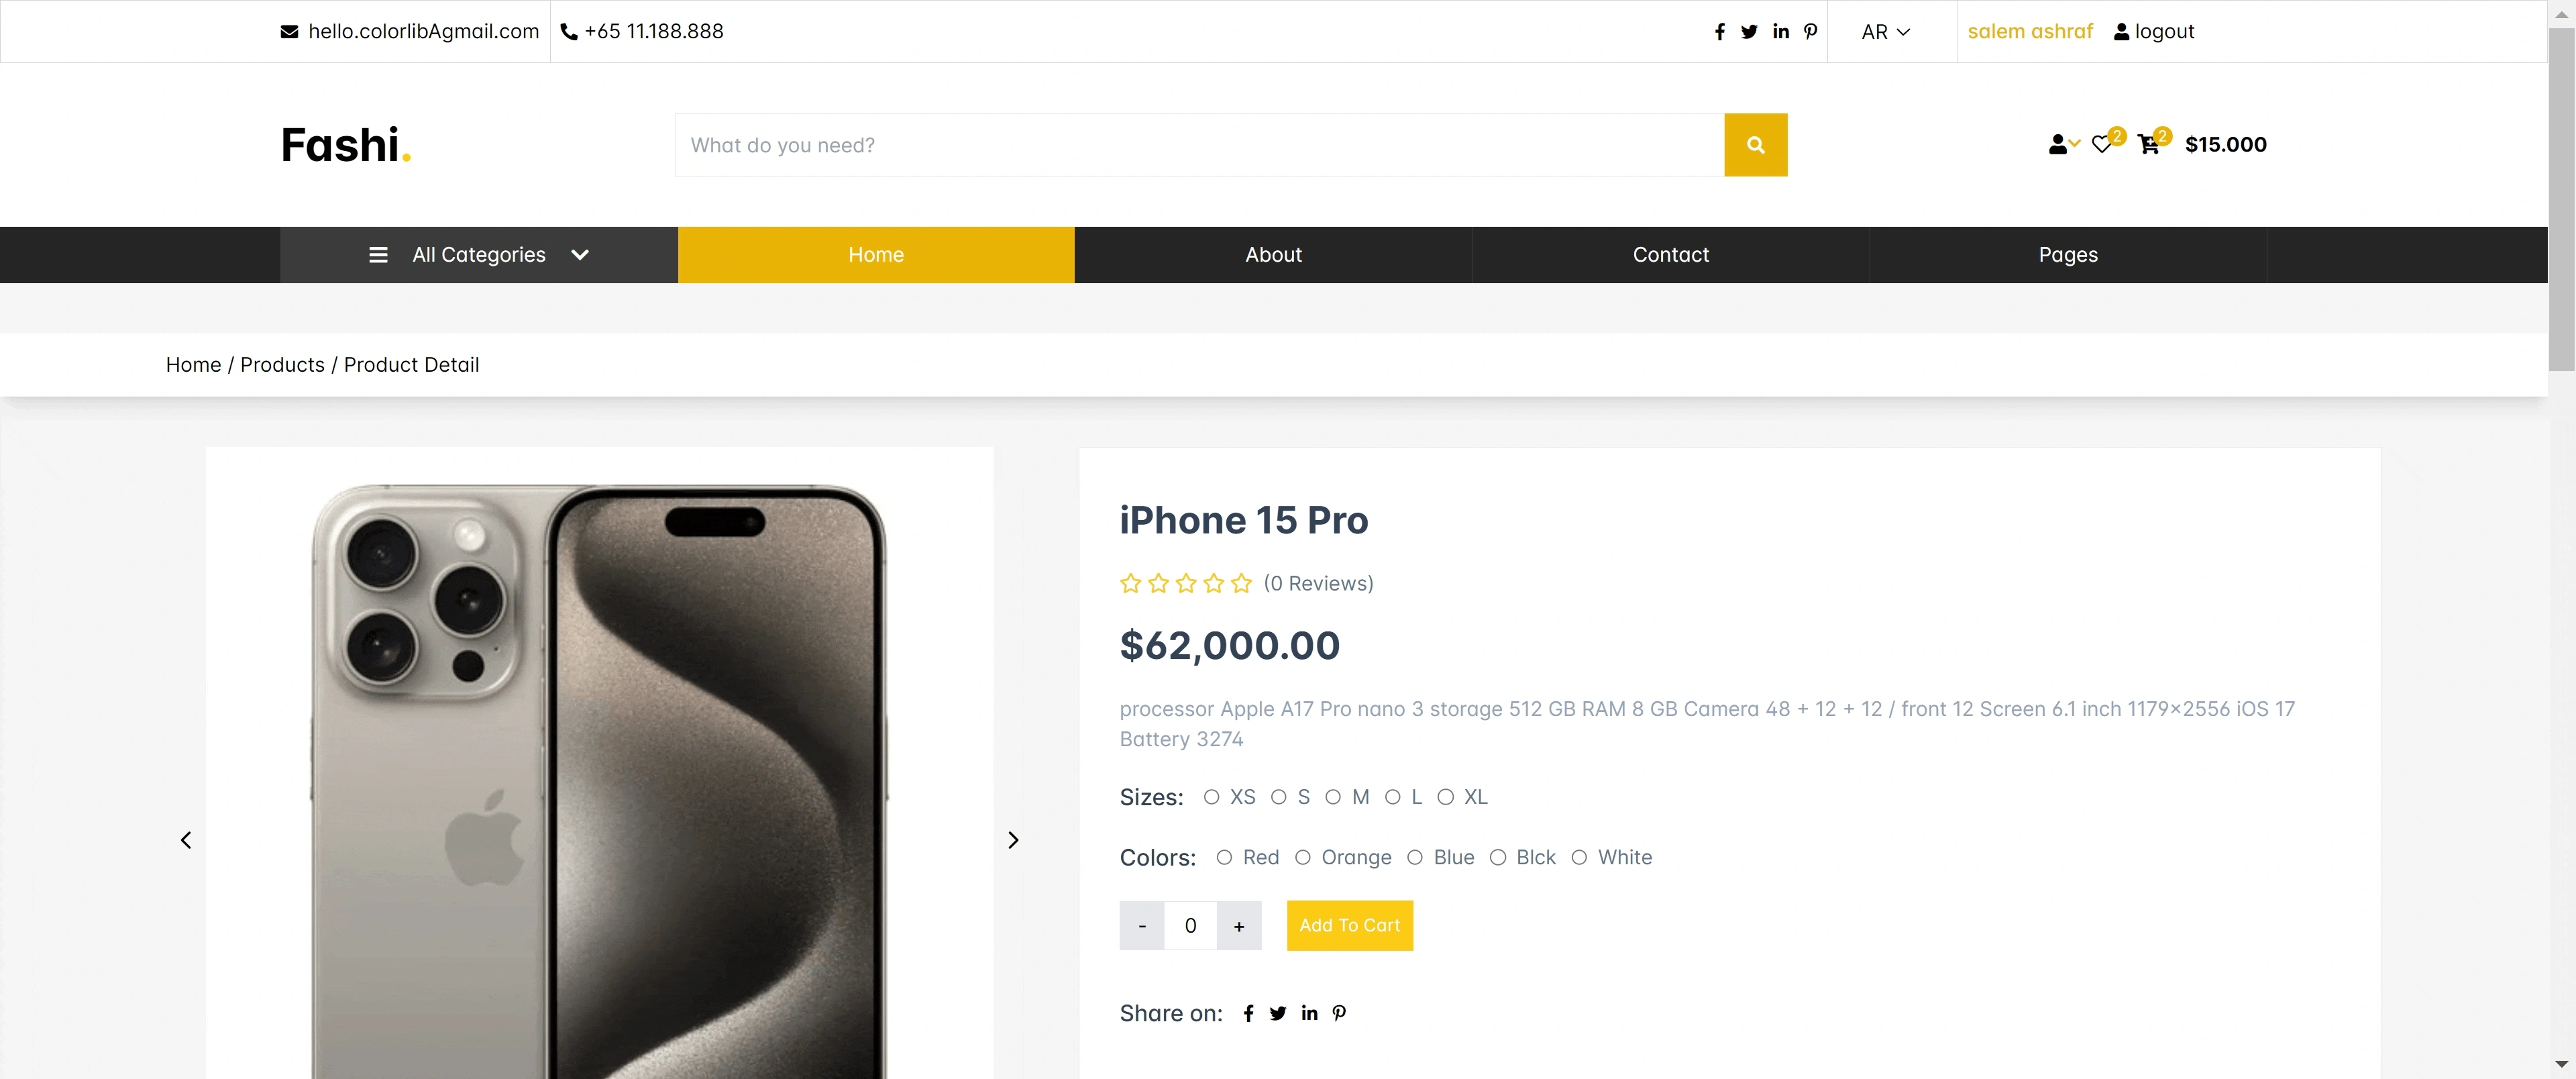 hello.colorlibAgmail.com
+65 11.188.888
AR
salem ashraf
logout
Fashi.
What do you need?
2
2
$15.000
All Categories
Home
About
Contact
Pages
Home / Products / Product Detail
iPhone 15 Pro
(0 Reviews)
$62,000.00
processor Apple A17 Pro nano 3 storage 512 GB RAM 8 GB Camera 48 + 12 + 12 / front 12 Screen 6.1 inch 1179×2556 iOS 17
Battery 3274
Sizes: XS S M L XL
Colors: Red Orange Blue Blck White
- 0 +
Add To Cart
Share on: